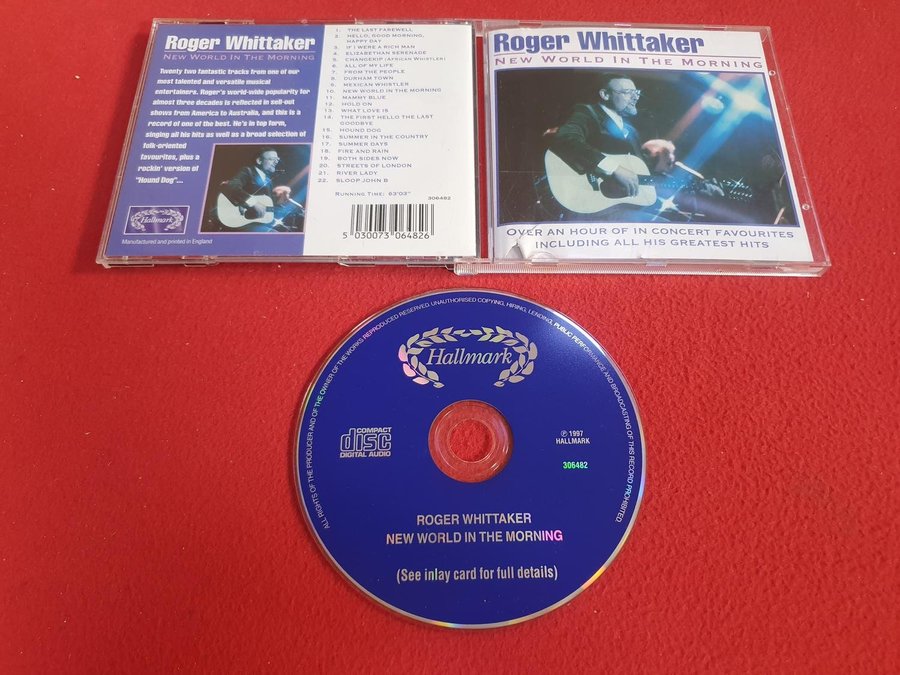 Roger Whittaker
NEW WORLD IN THE MORNING
Twenty two fantastic tracks from one of our
most talented and versatile musical
entertainers. Roger's world-wide popularity for
almost three decades is reflected in sell-out
shows from America to Australia, and this is a
record of one of the best. He's in top form,
singing all his hits as well as a broad selection of
folk-oriented
favourites, plus a
rockin' version of
"Hound Dog"...
Hallmark
Manufactured and printed in England
1. THE LAST FAREWELL
2. HELLO, GOOD MORNING,
HAPPY DAY
3. IF I WERE A RICH MAN
4. ELIZABETHAN SERENADE
5. CHANGEKIP (AFRICAN WHISTLER)
6. ALL OF MY LIFE
7. FROM THE PEOPLE
8. DURHAM TOWN
9. MEXICAN WHISTLER
10. NEW WORLD IN THE MORNING
11. MAMMY BLUE
12. HOLD ON
13. WHAT LOVE IS
14. THE FIRST HELLO THE LAST
GOODBYE
15. HOUND DOG
16. SUMMER IN THE COUNTRY
17. SUMMER DAYS
18. FIRE AND RAIN
19. BOTH SIDES NOW
20. STREETS OF LONDON
21. RIVER LADY
22. SLOOP JOHN B
RUNNING TIME: 63'03"
306482
5 030073 064826
Roger Whittaker
NEW WORLD IN THE MORNING
OVER AN HOUR OF IN CONCERT FAVOURITES
INCLUDING ALL HIS GREATEST HITS
ALL RIGHTS OF THE PRODUCER AND OF THE OWNER OF THE WORKS REPRODUCED RESERVED. UNAUTHORISED COPYING, HIRING, LENDING, PUBLIC PERFORMANCE AND BROADCASTING OF THIS RECORD PROHIBITED.
Hallmark
COMPACT
disc
DIGITAL AUDIO
℗ 1997
HALLMARK
306482
ROGER WHITTAKER
NEW WORLD IN THE MORNING
(See inlay card for full details)